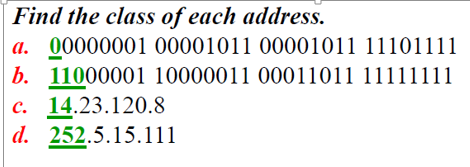 Find the class of each address.
a. 00000001 00001011 00001011 11101111
b. 11000001 10000011 00011011 11111111
c. 14.23.120.8
d. 252.5.15.111